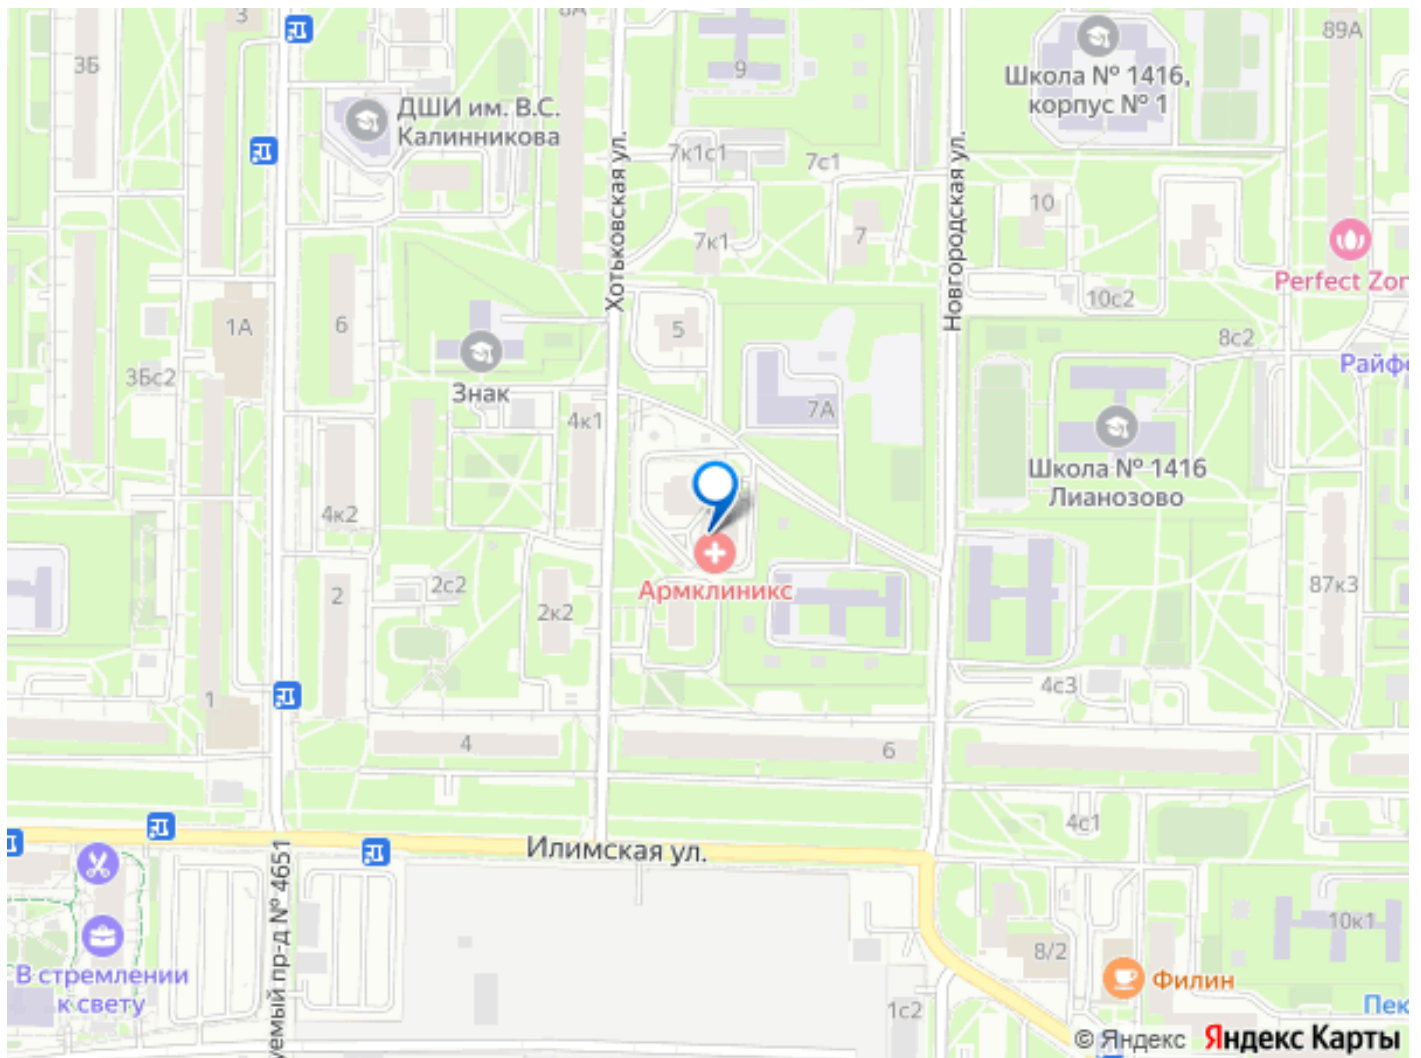 3
8А
3Б
ДШИ им. В.С.
Калинникова
9
Школа № 1416,
корпус № 1
89А
Хотьковская ул.
7к1с1
7с1
Новгородская ул.
10
7к1
7
Perfect Zon
1А
6
5
10с2
8с2
Райфф
3Бс2
Знак
4к1
7А
Школа № 1416
Лианозово
4к2
Армклиникс
2
2с2
2к2
87к3
1
4с3
4
6
4с1
Илимская ул.
уемый пр-д № 4651
В стремлении
к свету
8/2
10к1
Филин
1с2
Пек
© Яндекс Яндекс Карты